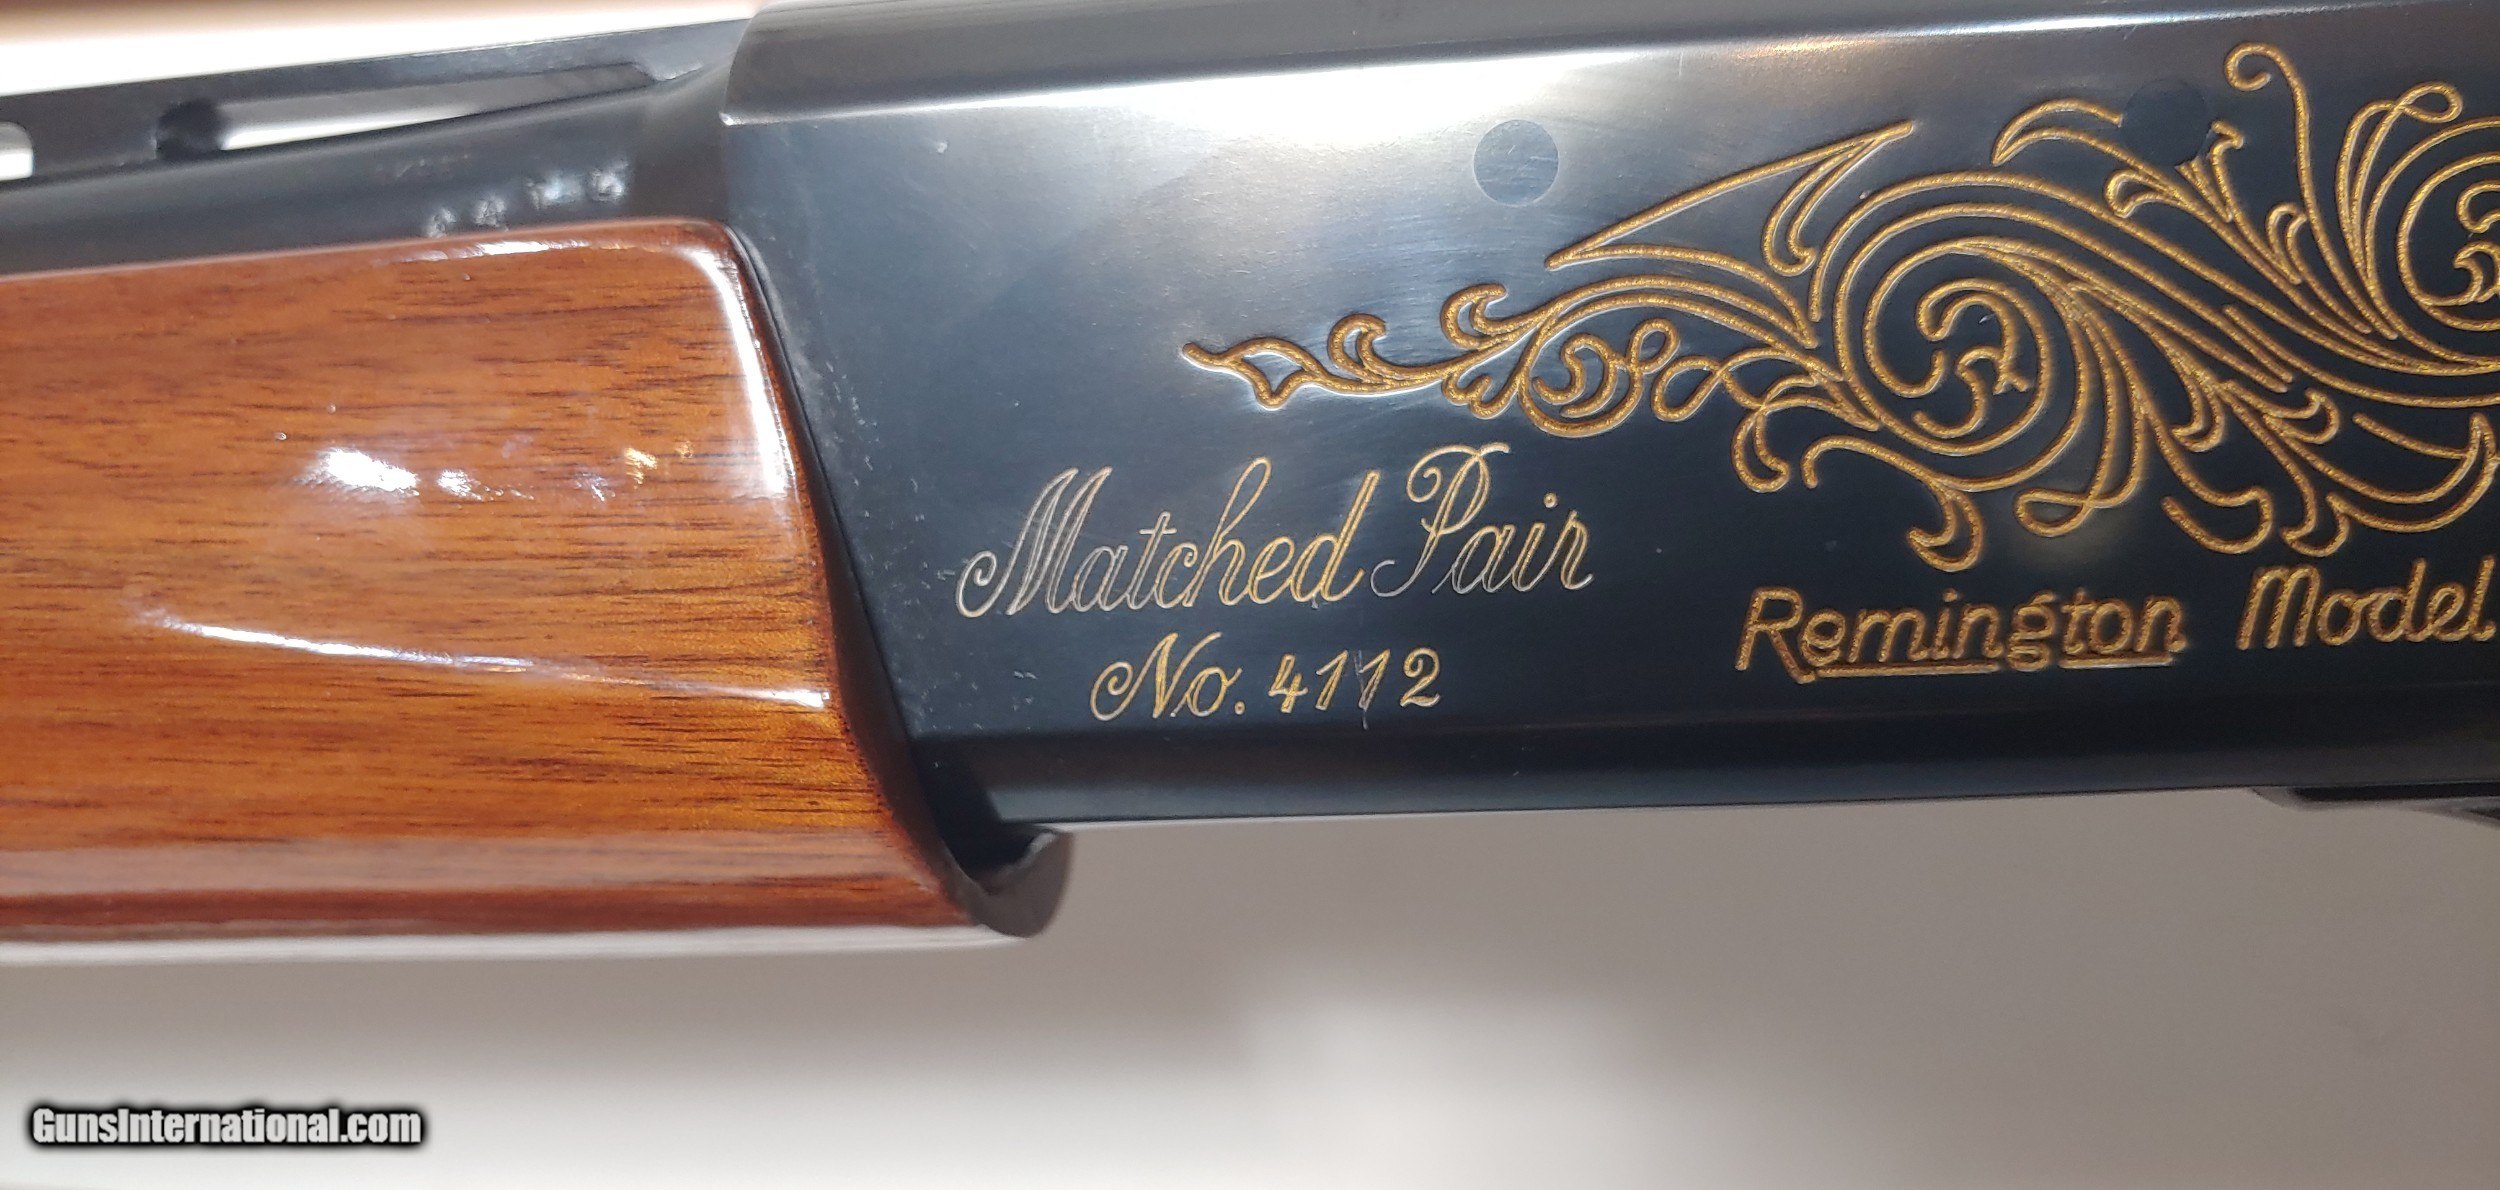 Matched Pair
No. 4112
Remington Model
GunsInternational.com